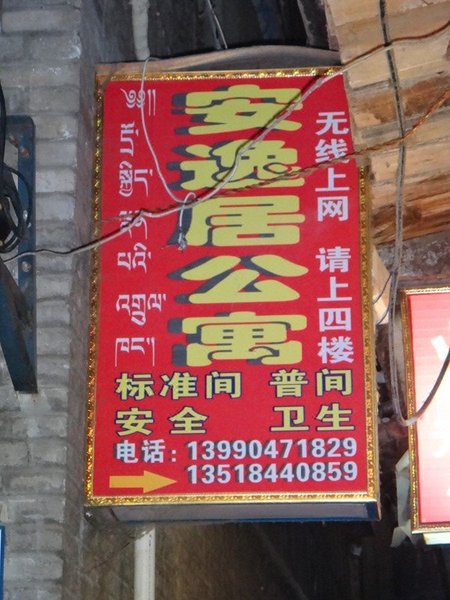 安逸居公寓
无线上网 请上四楼
标准间 普间
安全 卫生
电话：13990471829
13518440859